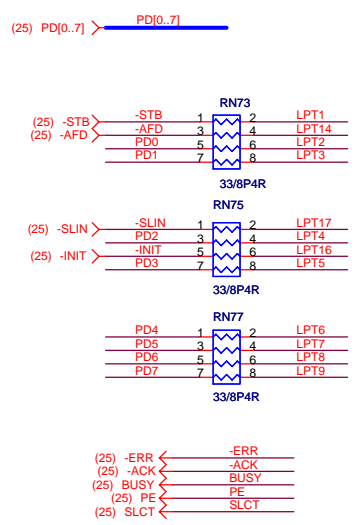 (25) PD[0..7] PD[0..7]
RN73
(25) -STB -STB 1 2 LPT1
(25) -AFD -AFD 3 4 LPT14
PD0 5 6 LPT2
PD1 7 8 LPT3
33/8P4R
RN75
(25) -SLIN -SLIN 1 2 LPT17
PD2 3 4 LPT4
(25) -INIT -INIT 5 6 LPT16
PD3 7 8 LPT5
33/8P4R
RN77
PD4 1 2 LPT6
PD5 3 4 LPT7
PD6 5 6 LPT8
PD7 7 8 LPT9
33/8P4R
(25) -ERR -ERR
(25) -ACK -ACK
(25) BUSY BUSY
(25) PE PE
(25) SLCT SLCT